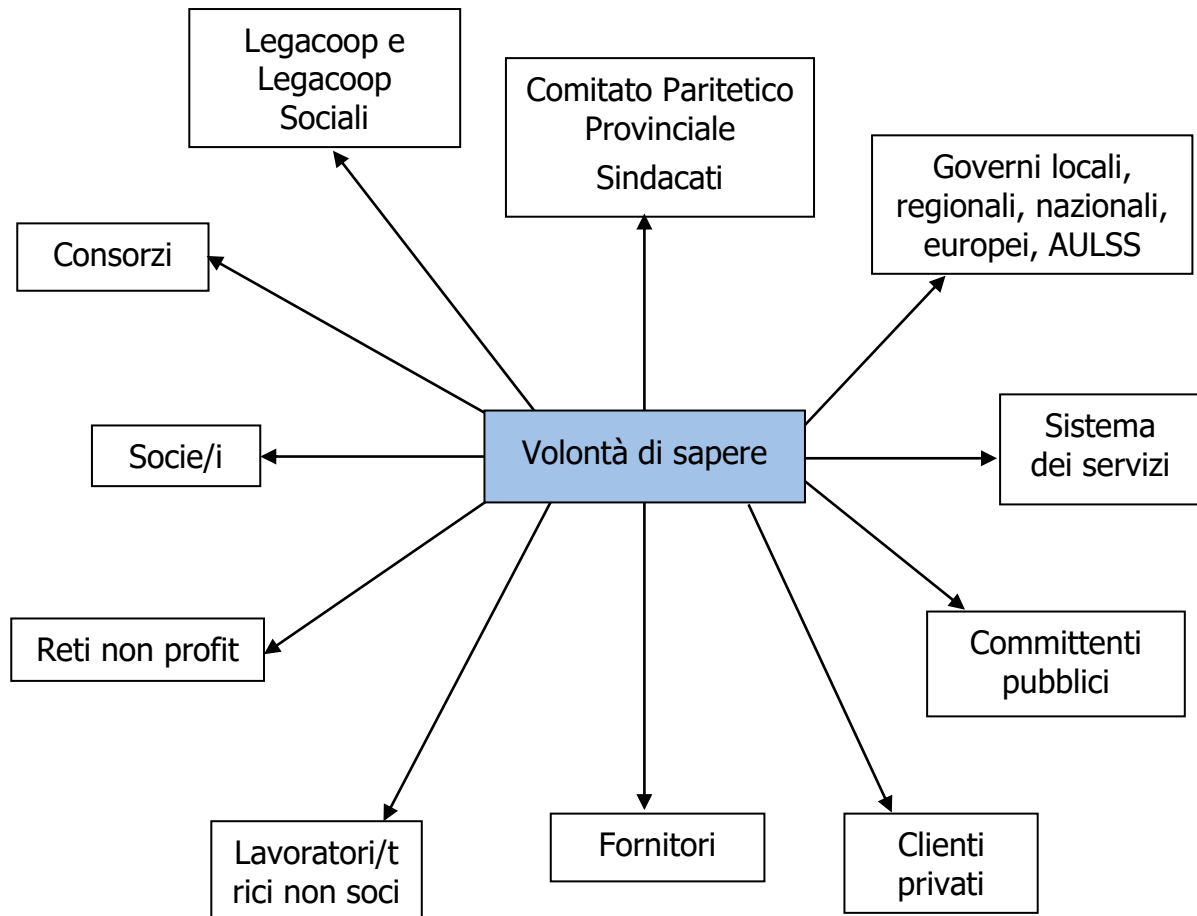 Legacoop e
Legacoop
Sociali
Comitato Paritetico
Provinciale
Sindacati
Governi locali,
regionali, nazionali,
europei, AULSS
Consorzi
Socie/i
Volontà di sapere
Sistema
dei servizi
Reti non profit
Committenti
pubblici
Lavoratori/t
rici non soci
Fornitori
Clienti
privati